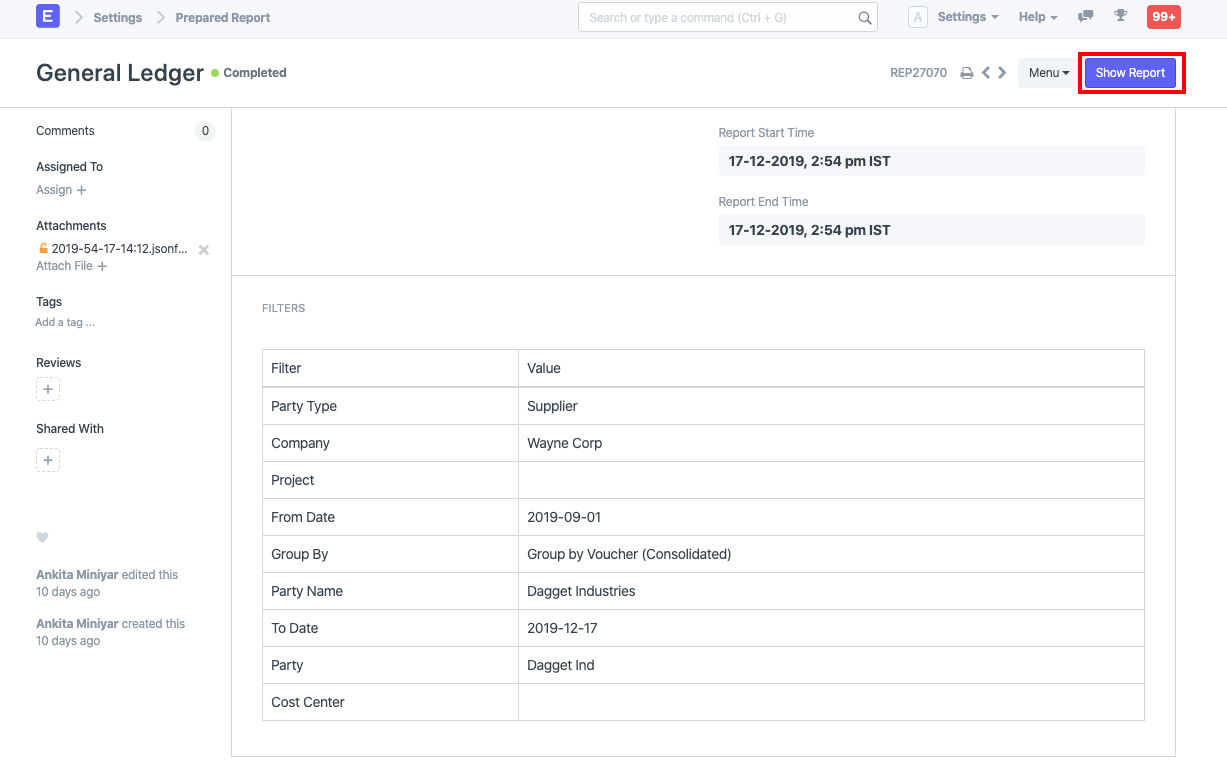 E Settings Prepared Report Search or type a command (Ctrl + G) A Settings Help 99+
General Ledger Completed REP27070 Menu Show Report
Comments 0
Assigned To
Assign +
Attachments
2019-54-17-14:12.jsonf...
Attach File +
Tags
Add a tag ...
Reviews
+
Shared With
+
Ankita Miniyar edited this
10 days ago
Ankita Miniyar created this
10 days ago
Report Start Time
17-12-2019, 2:54 pm IST
Report End Time
17-12-2019, 2:54 pm IST
FILTERS
Filter Value
Party Type Supplier
Company Wayne Corp
Project
From Date 2019-09-01
Group By Group by Voucher (Consolidated)
Party Name Dagget Industries
To Date 2019-12-17
Party Dagget Ind
Cost Center